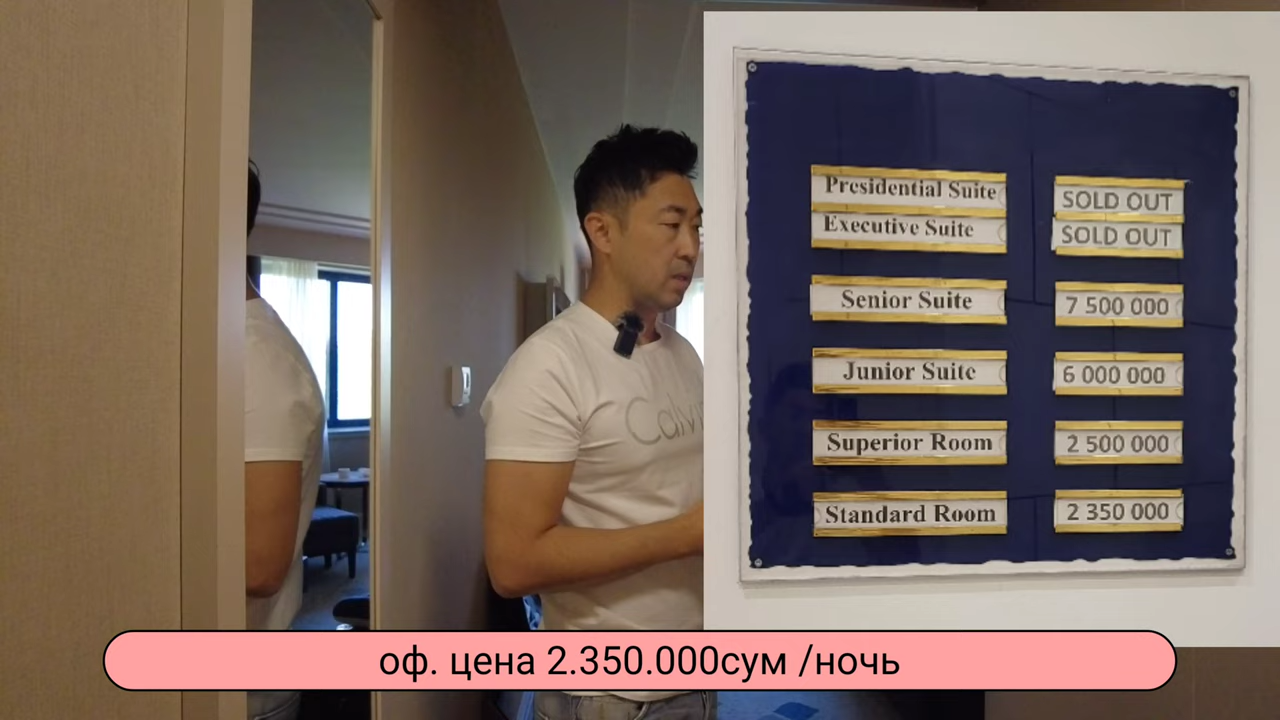 Calvi
Presidential Suite SOLD OUT
Executive Suite SOLD OUT
Senior Suite 7 500 000
Junior Suite 6 000 000
Superior Room 2 500 000
Standard Room 2 350 000
оф. цена 2.350.000сум /ночь